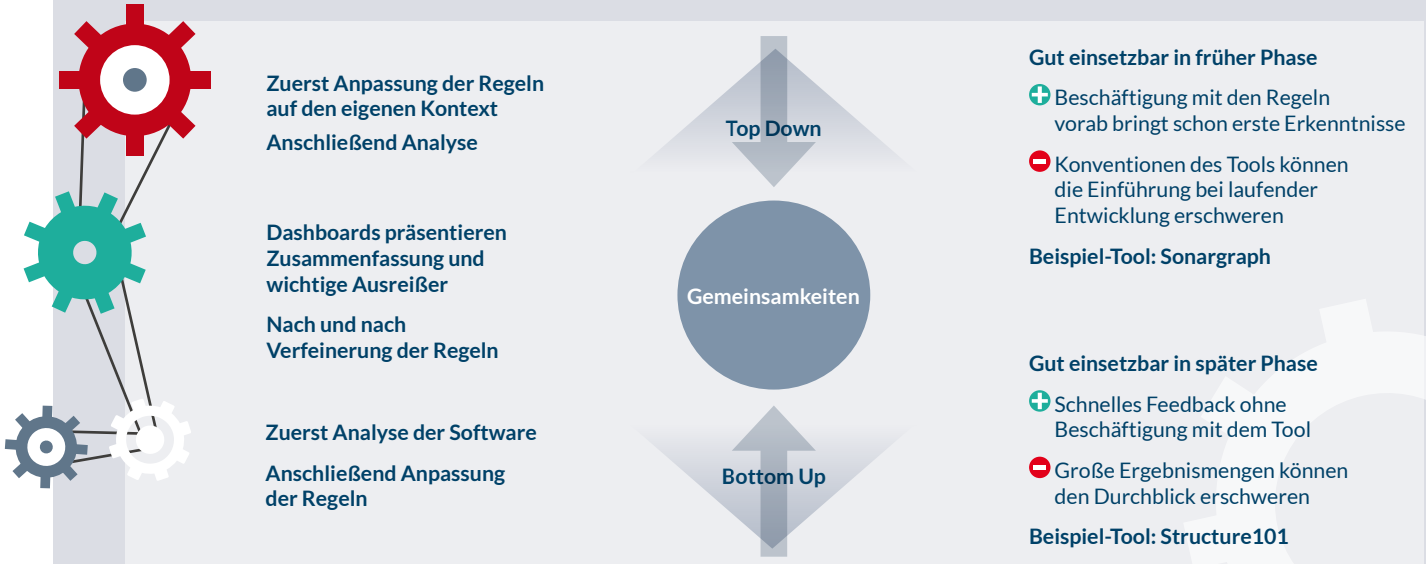 Zuerst Anpassung der Regeln
auf den eigenen Kontext
Anschließend Analyse
Dashboards präsentieren
Zusammenfassung und
wichtige Ausreißer
Nach und nach
Verfeinerung der Regeln
Zuerst Analyse der Software
Anschließend Anpassung
der Regeln
Top Down
Gemeinsamkeiten
Bottom Up
Gut einsetzbar in früher Phase
Beschäftigung mit den Regeln
vorab bringt schon erste Erkenntnisse
Konventionen des Tools können
die Einführung bei laufender
Entwicklung erschweren
Beispiel-Tool: Sonargraph
Gut einsetzbar in später Phase
Schnelles Feedback ohne
Beschäftigung mit dem Tool
Große Ergebnismengen können
den Durchblick erschweren
Beispiel-Tool: Structure101